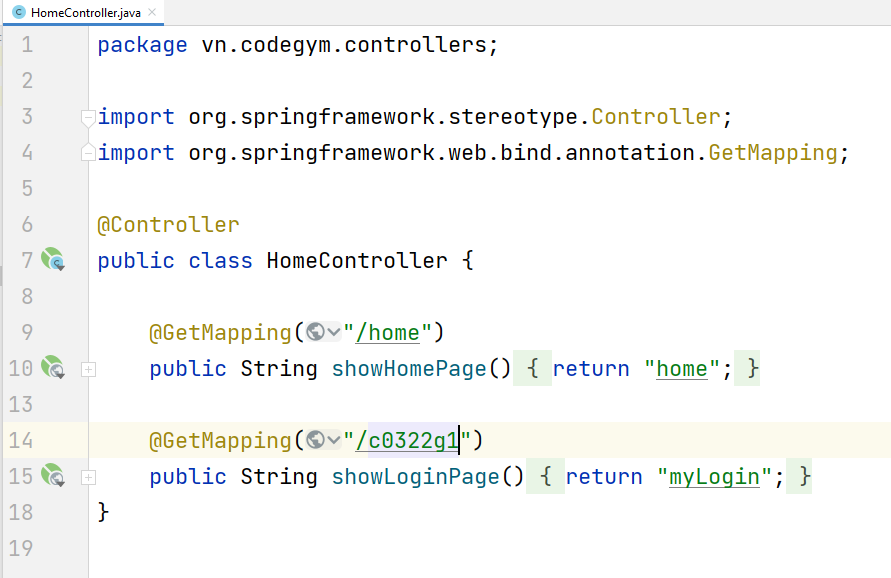 HomeController.java
1 package vn.codegym.controllers;
2
3 import org.springframework.stereotype.Controller;
4 import org.springframework.web.bind.annotation.GetMapping;
5
6 @Controller
7 public class HomeController {
8
9 @GetMapping("/home")
10 public String showHomePage() { return "home"; }
13
14 @GetMapping("/c0322g1")
15 public String showLoginPage() { return "myLogin"; }
18 }
19